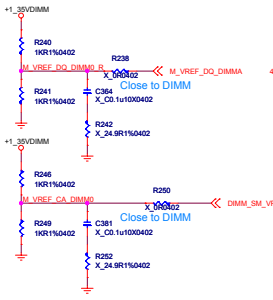 +1_35VDIMM
R240
1KR1%0402
R238
M_VREF_DQ_DIMM0_R
X_0R0402
M_VREF_DQ_DIMMA
4
R241
1KR1%0402
C364
X_C0.1u10X0402
Close to DIMM
R242
X_24.9R1%0402
+1_35VDIMM
R246
1KR1%0402
R250
M_VREF_CA_DIMM0
X_0R0402
DIMM_SM_VR
R249
1KR1%0402
C381
X_C0.1u10X0402
Close to DIMM
R252
X_24.9R1%0402